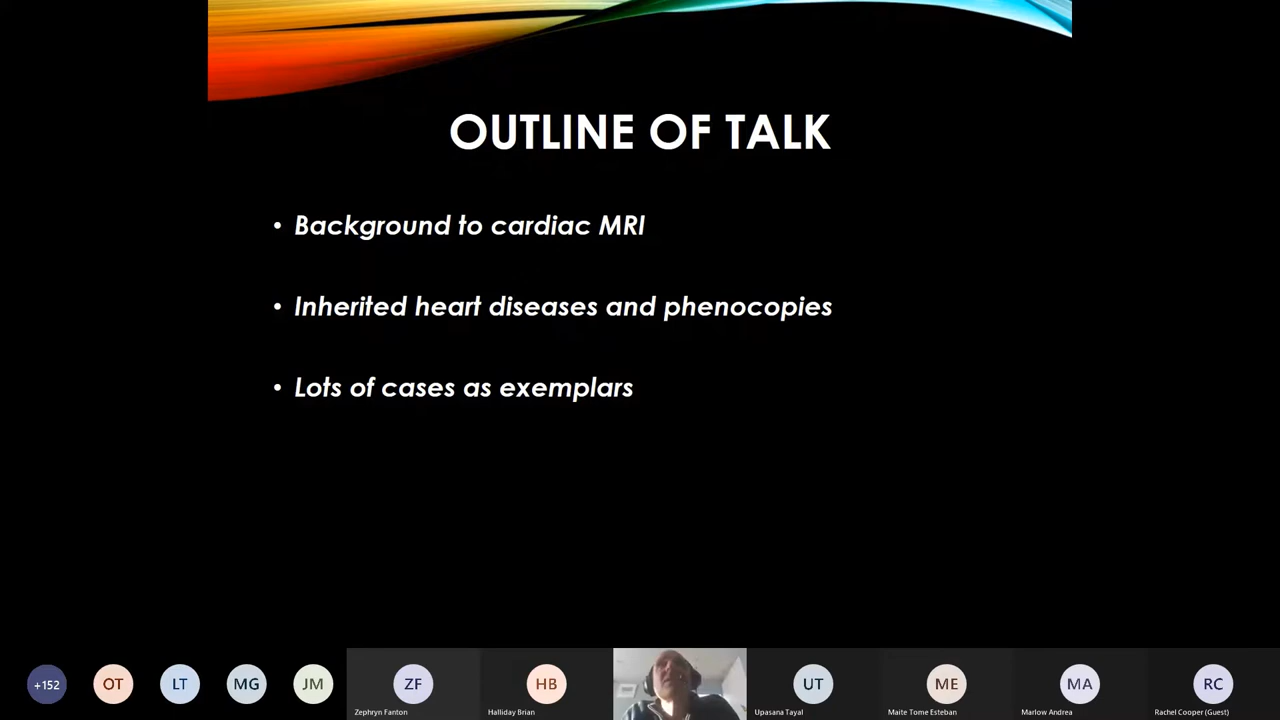 OUTLINE OF TALK
• Background to cardiac MRI
• Inherited heart diseases and phenocopies
• Lots of cases as exemplars
+152
OT
LT
MG
JM
ZF
HB
UT
ME
MA
RC
Zephryn Fanton
Halliday Brian
Upasana Tayal
Maite Tome Esteban
Marlow Andrea
Rachel Cooper (Guest)